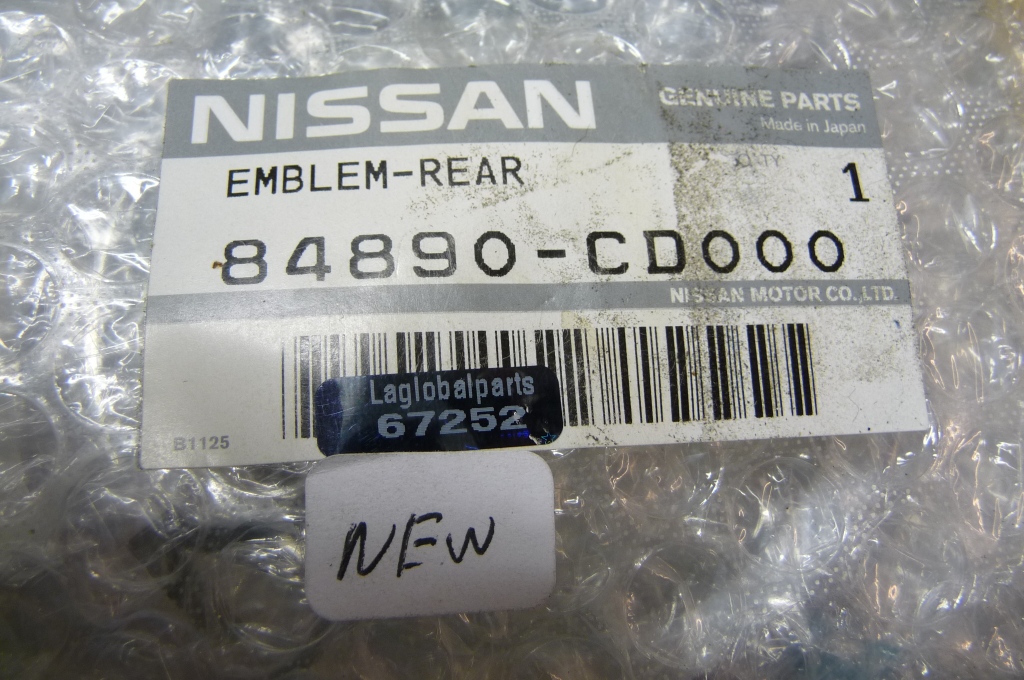 NISSAN
GENUINE PARTS
Made in Japan
EMBLEM-REAR
1
84890-CD000
NISSAN MOTOR CO., LTD.
Laglobalparts
67252
B1125
NEW